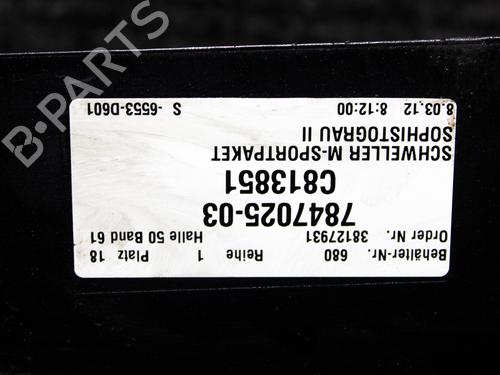 Behälter-Nr. 680 Reihe 1 Platz 18
Order Nr. 38127931 Halle 50 Band 61
7847025-03
C813851
SCHWELLER M-SPORTPAKET
SOPHISTOGRAU II
8.03.12 8:12:00 S -6553-D601
B-PARTS